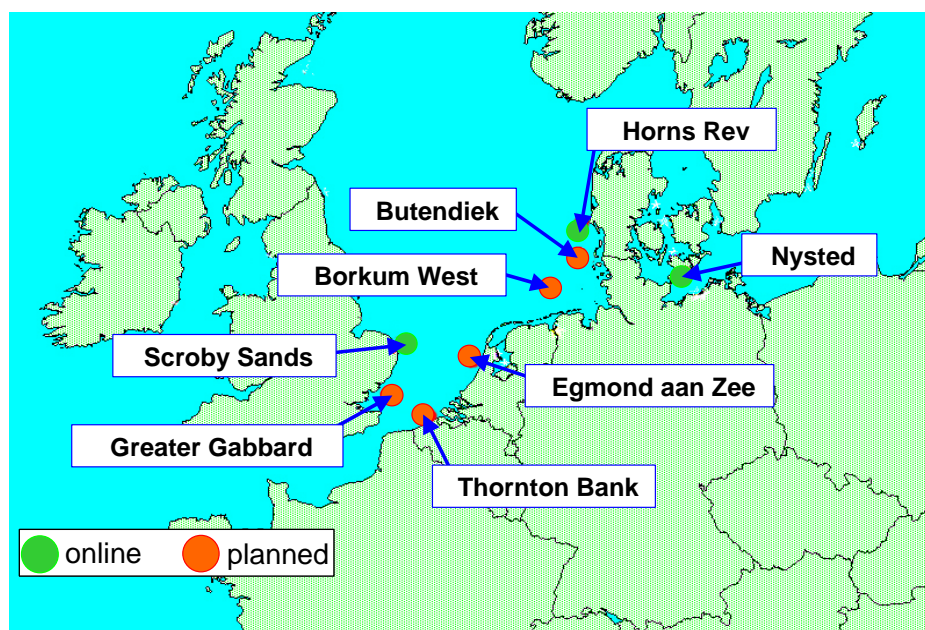 Horns Rev
Butendiek
Nysted
Borkum West
Scroby Sands
Egmond aan Zee
Greater Gabbard
Thornton Bank
online
planned